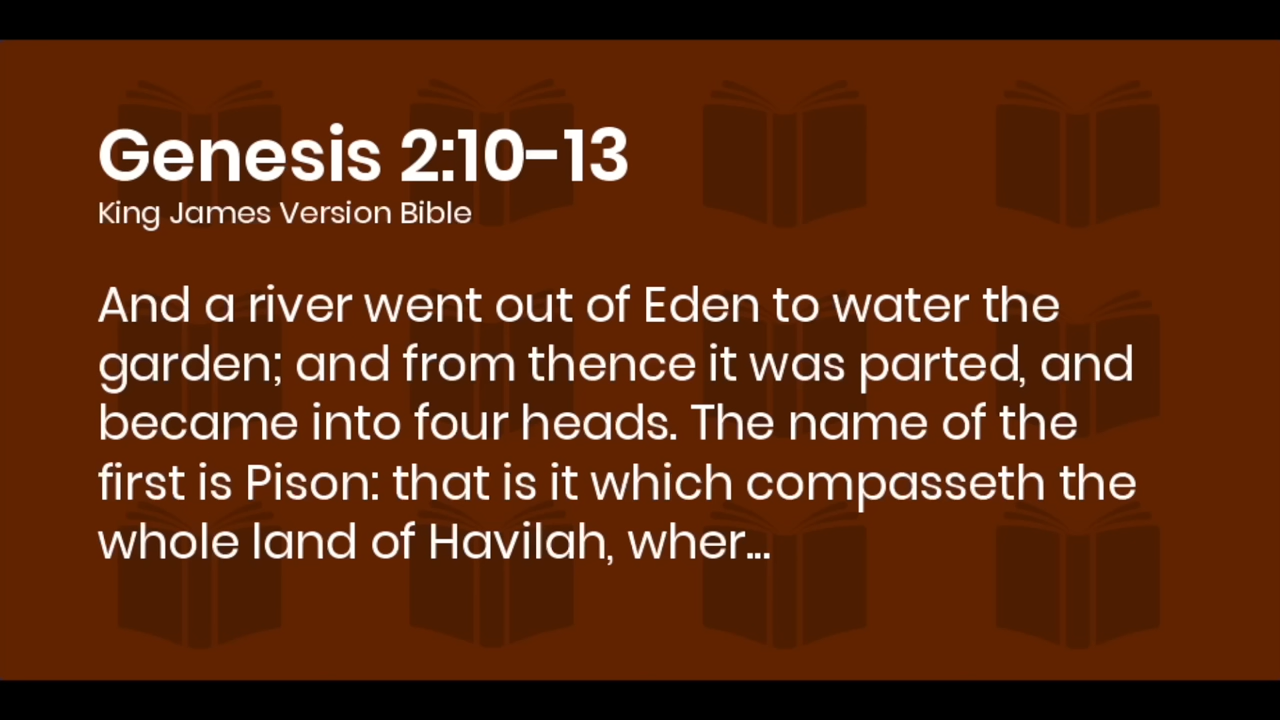 Genesis 2:10-13
King James Version Bible
And a river went out of Eden to water the
garden; and from thence it was parted, and
became into four heads. The name of the
first is Pison: that is it which compasseth the
whole land of Havilah, wher...